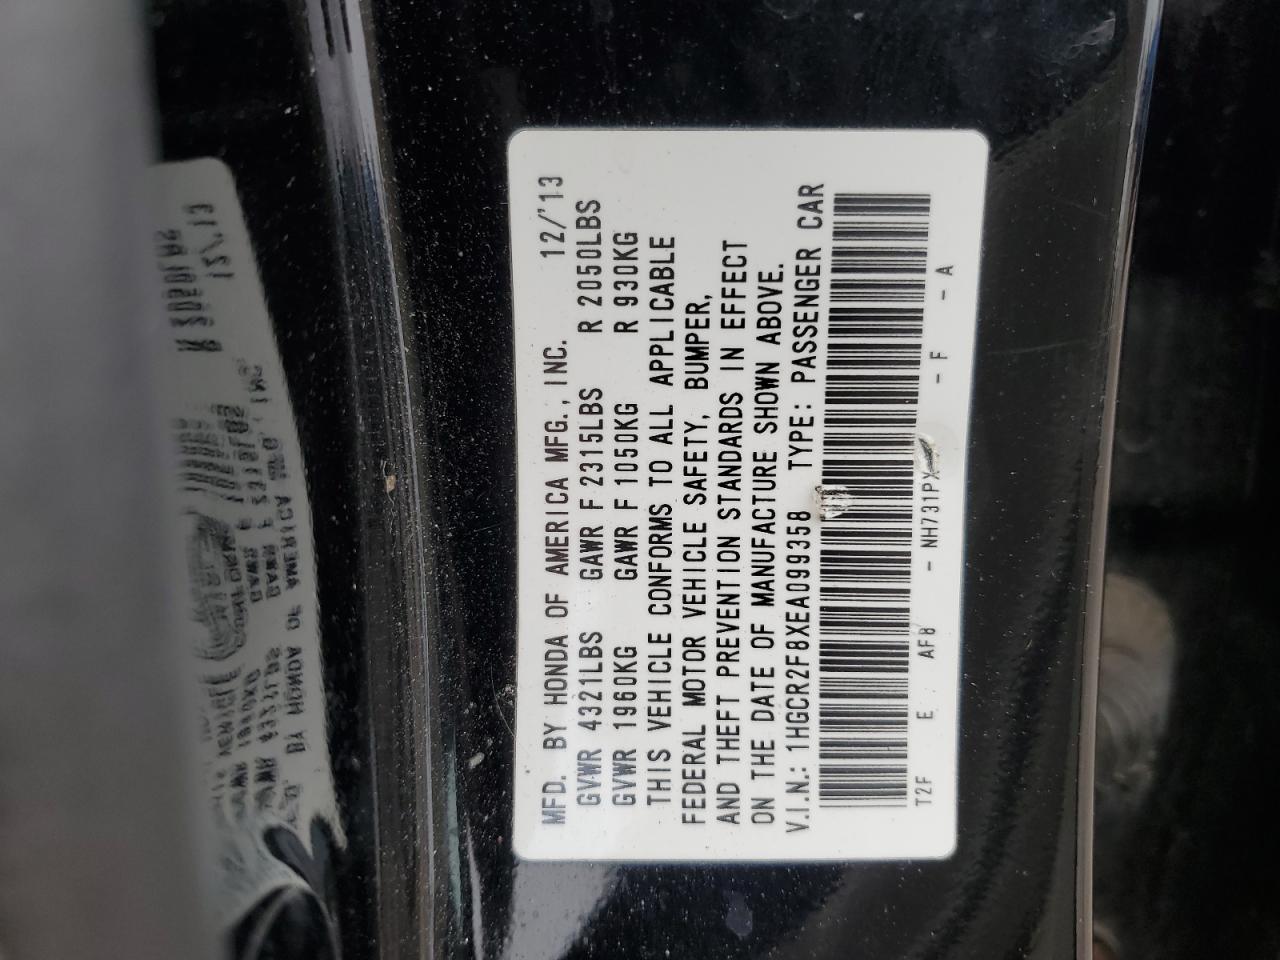 MFD. BY HONDA OF AMERICA MFG., INC. 12/'13
GVWR 4321LBS GAWR F 2315LBS R 2050LBS
GVWR 1960KG GAWR F 1050KG R 930KG
THIS VEHICLE CONFORMS TO ALL APPLICABLE
FEDERAL MOTOR VEHICLE SAFETY, BUMPER,
AND THEFT PREVENTION STANDARDS IN EFFECT
ON THE DATE OF MANUFACTURE SHOWN ABOVE.
V.I.N.: 1HGCR2F8XEA099358 TYPE: PASSENGER CAR
T2F E AF8 - NH731PX - F - A